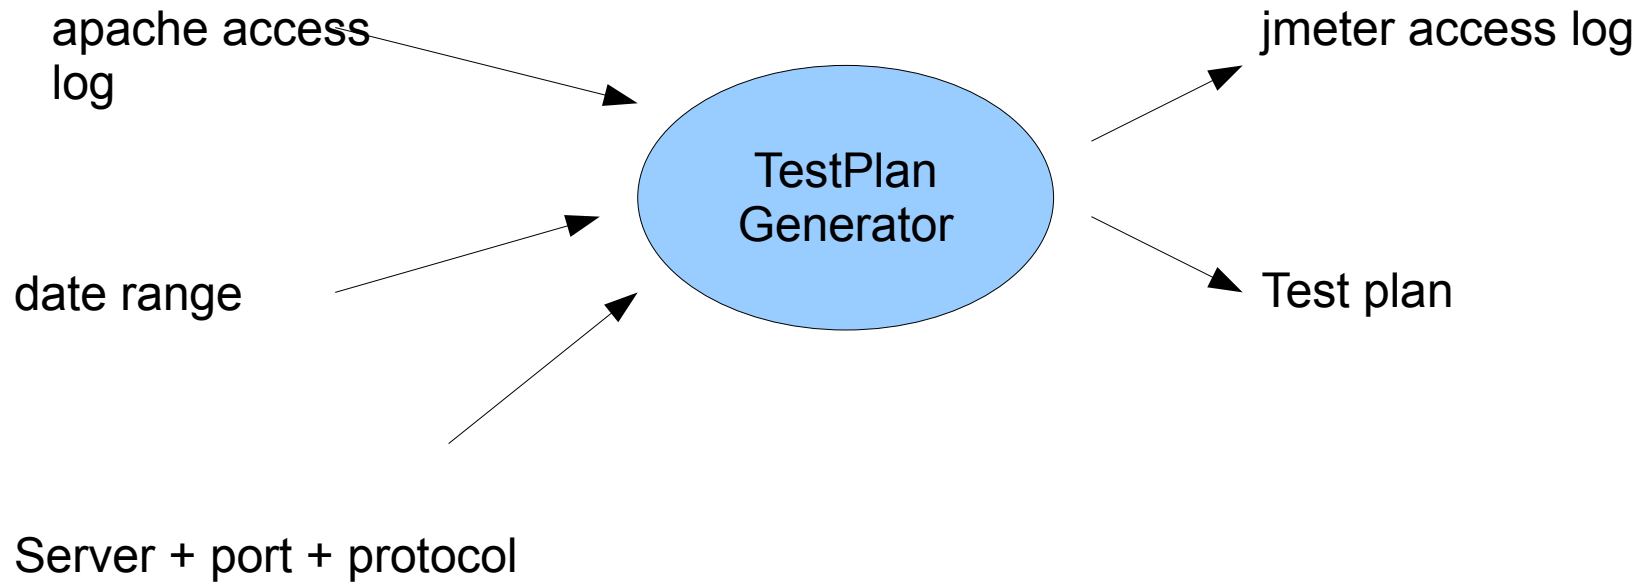 apache access
log
jmeter access log
TestPlan
Generator
date range
Test plan
Server + port + protocol